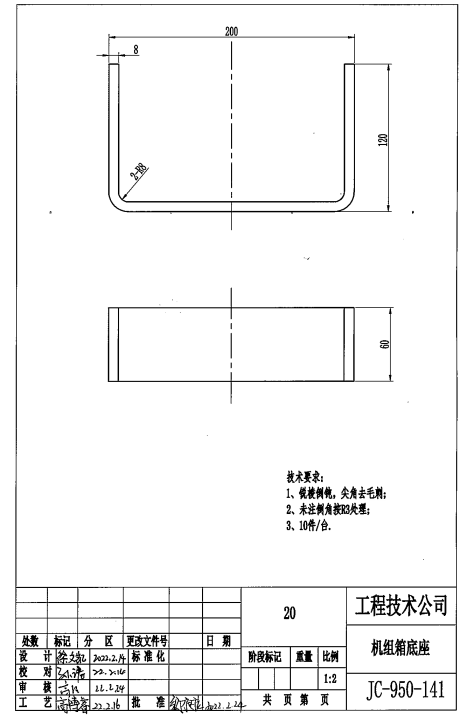 200
8
120
2-R8
60
技术要求:
1、锐棱倒钝，尖角去毛刺;
2、未注倒角按R3处理;
3、10件/台.
20
工程技术公司
处数 标记 分 区 更改文件号 日 期
机组箱底座
设 计 2022.2.14 标 准 化
阶段标记 重量 比例
校 对 22.2.14
1:2
审 核 22.2.24
JC-950-141
工 艺 22.2.16 批 准 2022.2.24
共 页 第 页